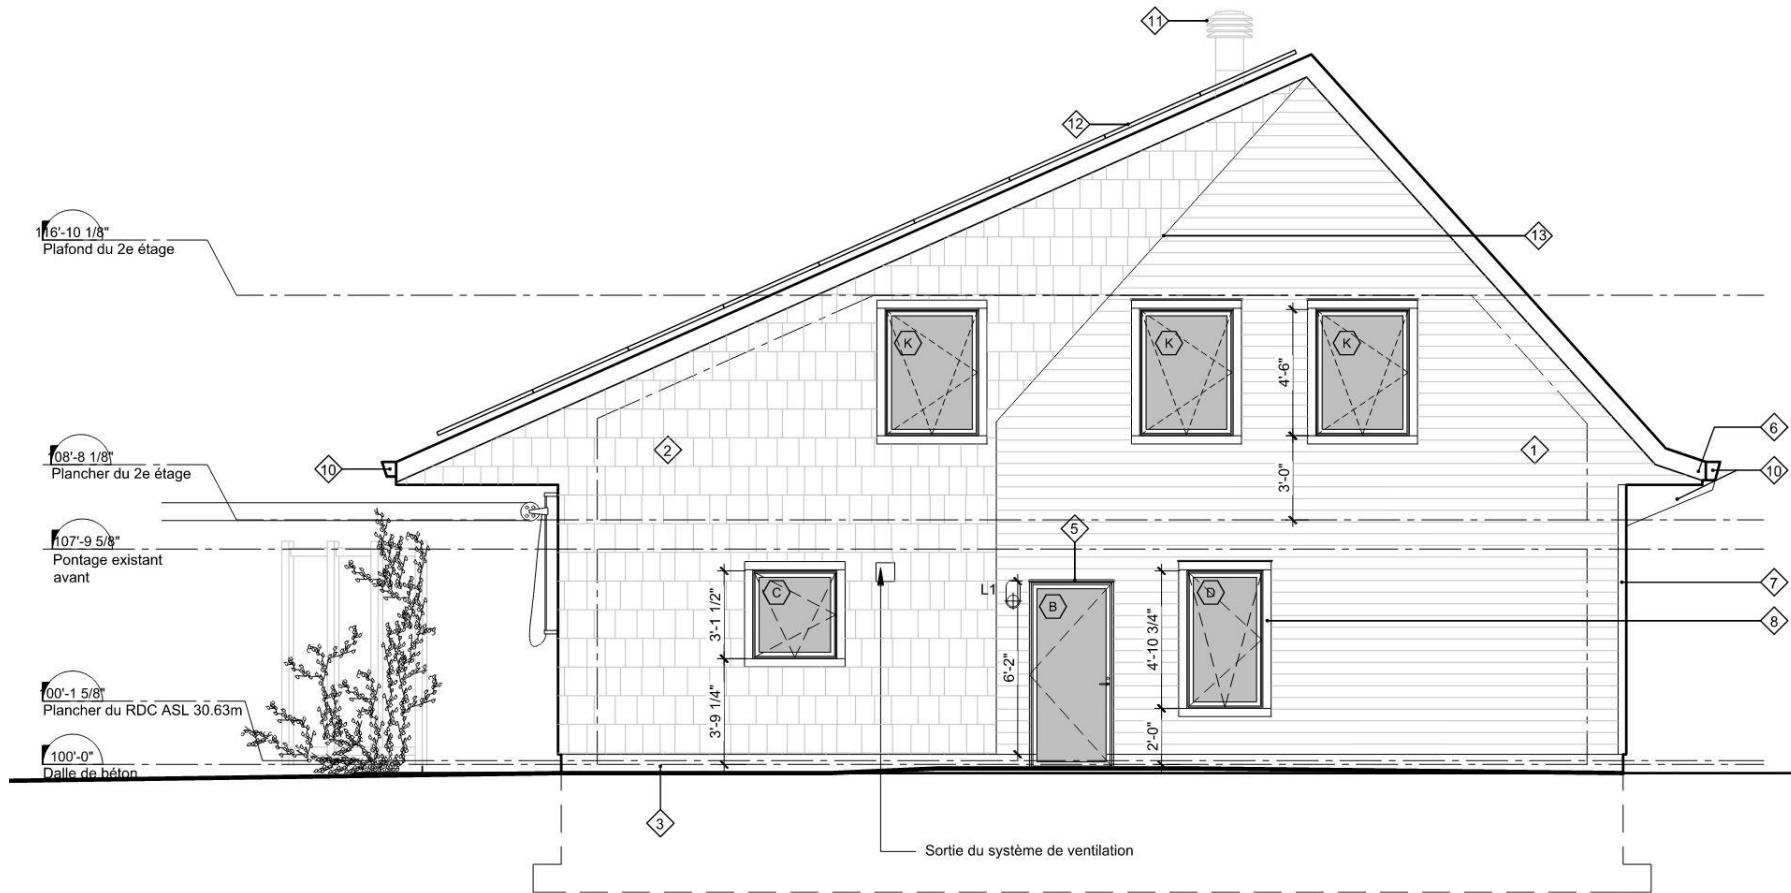 11
12
116'-10 1/8"
Plafond du 2e étage
13
K
K
K
4'-6"
2
1
6
108'-8 1/8"
Plancher du 2e étage
10
10
3'-0"
5
107'-9 5/8"
Pontage existant
avant
L1
C
B
D
7
3'-1 1/2"
4'-10 3/4"
8
6'-2"
100'-1 5/8"
Plancher du RDC ASL 30.63m
3'-9 1/4"
2'-0"
100'-0"
Dalle de béton
3
Sortie du système de ventilation